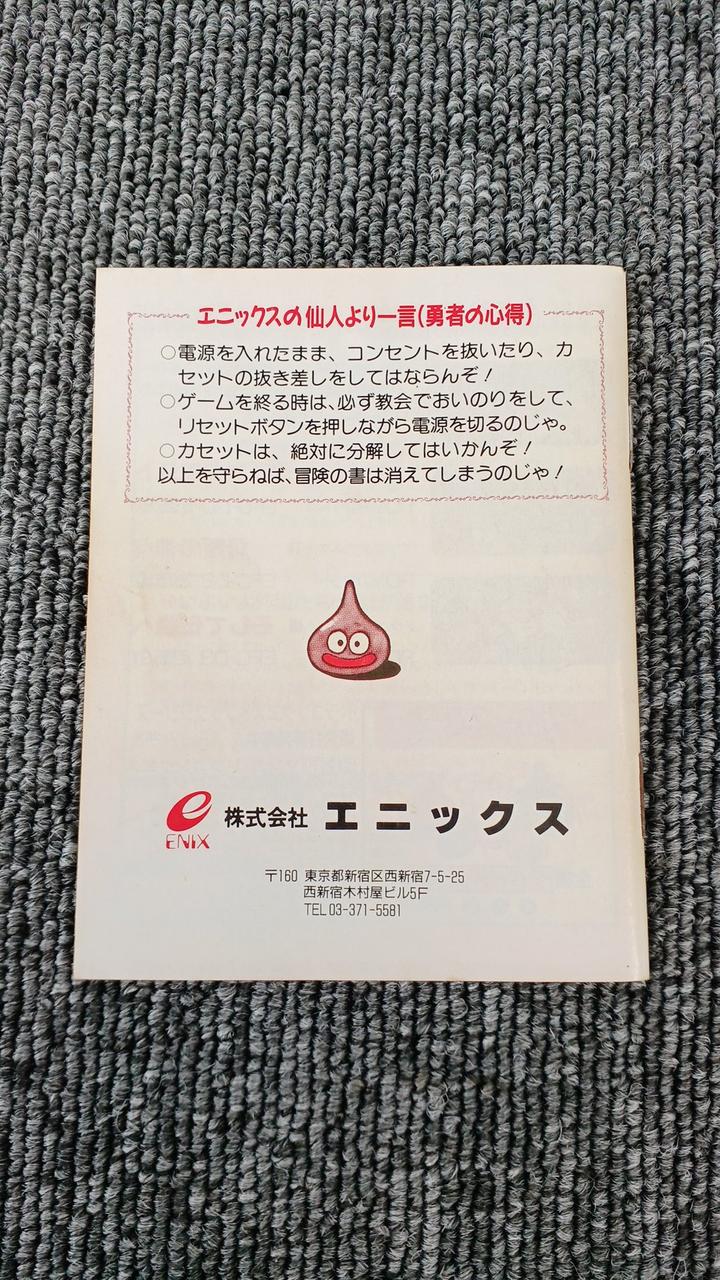 エニックスの仙人より一言(勇者の心得)
○電源を入れたまま、コンセントを抜いたり、カ
セットの抜き差しをしてはならんぞ！
○ゲームを終る時は、必ず教会でおいのりをして、
リセットボタンを押しながら電源を切るのじゃ。
○カセットは、絶対に分解してはいかんぞ！
以上を守らねば、冒険の書は消えてしまうのじゃ！
e 株式会社 エニックス
ENIX
〒160 東京都新宿区西新宿7-5-25
西新宿木村屋ビル5F
TEL 03-371-5581